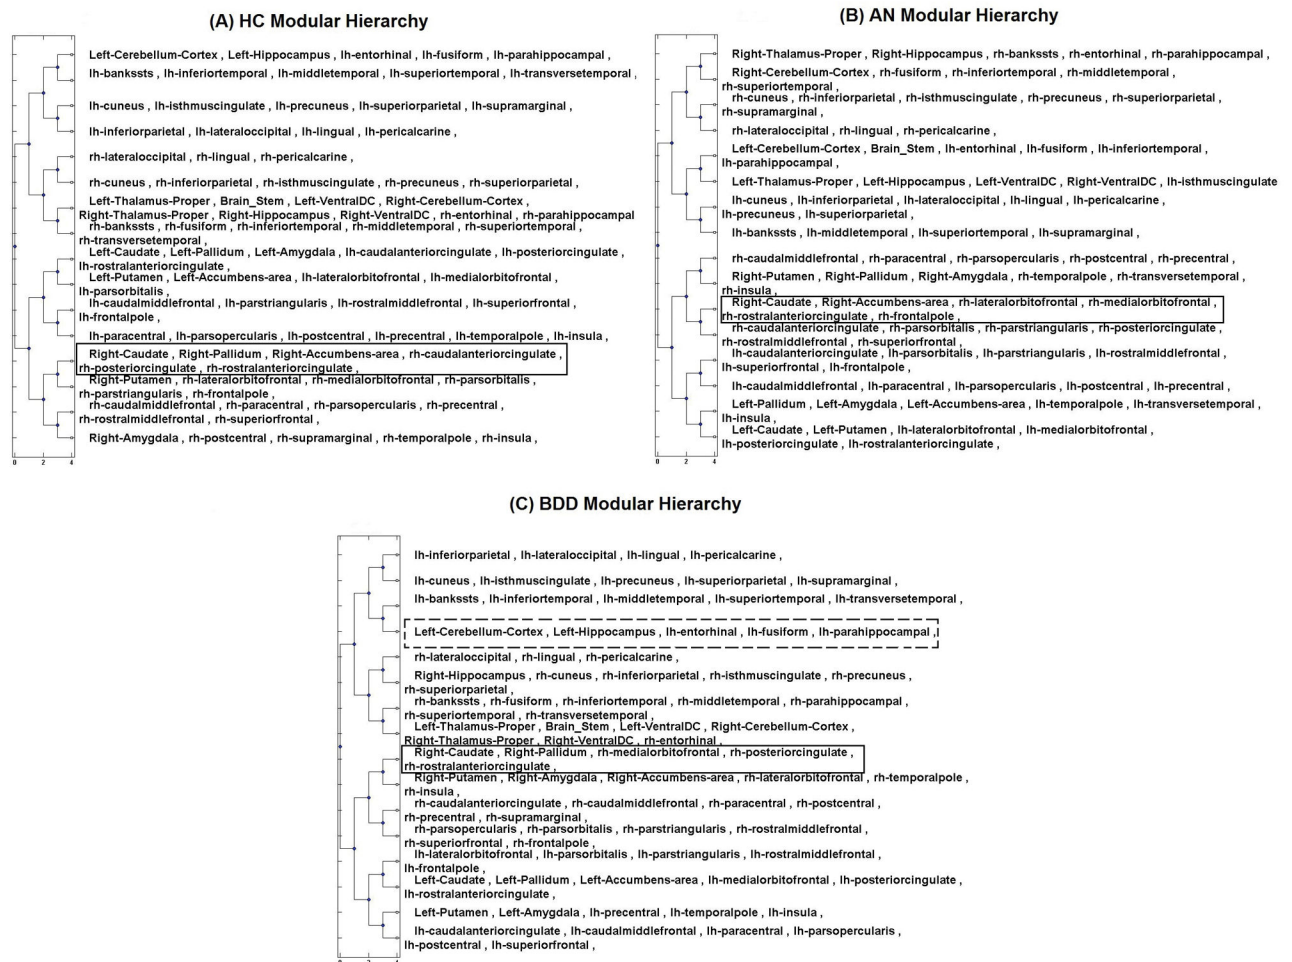 (A) HC Modular Hierarchy
Left-Cerebellum-Cortex , Left-Hippocampus , lh-entorhinal , lh-fusiform , lh-parahippocampal ,
lh-bankssts , lh-inferiortemporal , lh-middletemporal , lh-superiortemporal , lh-transversetemporal ,
lh-cuneus , lh-isthmuscingulate , lh-precuneus , lh-superiorparietal , lh-supramarginal ,
lh-inferiorparietal , lh-lateraloccipital , lh-lingual , lh-pericalcarine ,
rh-lateraloccipital , rh-lingual , rh-pericalcarine ,
rh-cuneus , rh-inferiorparietal , rh-isthmuscingulate , rh-precuneus , rh-superiorparietal ,
Left-Thalamus-Proper , Brain_Stem , Left-VentralDC , Right-Cerebellum-Cortex ,
Right-Thalamus-Proper , Right-Hippocampus , Right-VentralDC , rh-entorhinal , rh-parahippocampal
rh-bankssts , rh-fusiform , rh-inferiortemporal , rh-middletemporal , rh-superiortemporal ,
rh-transversetemporal ,
Left-Caudate , Left-Pallidum , Left-Amygdala , lh-caudalanteriorcingulate , lh-posteriorcingulate ,
lh-rostralanteriorcingulate ,
Left-Putamen , Left-Accumbens-area , lh-lateralorbitofrontal , lh-medialorbitofrontal ,
lh-parsorbitalis ,
lh-caudalmiddlefrontal , lh-parstriangularis , lh-rostralmiddlefrontal , lh-superiorfrontal ,
lh-frontalpole ,
lh-paracentral , lh-parsopercularis , lh-postcentral , lh-precentral , lh-temporalpole , lh-insula ,
Right-Caudate , Right-Pallidum , Right-Accumbens-area , rh-caudalanteriorcingulate ,
rh-posteriorcingulate , rh-rostralanteriorcingulate ,
Right-Putamen , rh-lateralorbitofrontal , rh-medialorbitofrontal , rh-parsorbitalis ,
rh-parstriangularis , rh-frontalpole ,
rh-caudalmiddlefrontal , rh-paracentral , rh-parsopercularis , rh-precentral ,
rh-rostralmiddlefrontal , rh-superiorfrontal ,
Right-Amygdala , rh-postcentral , rh-supramarginal , rh-temporalpole , rh-insula ,
0 2 4
(B) AN Modular Hierarchy
Right-Thalamus-Proper , Right-Hippocampus , rh-bankssts , rh-entorhinal , rh-parahippocampal ,
Right-Cerebellum-Cortex , rh-fusiform , rh-inferiortemporal , rh-middletemporal ,
rh-superiortemporal ,
rh-cuneus , rh-inferiorparietal , rh-isthmuscingulate , rh-precuneus , rh-superiorparietal ,
rh-supramarginal ,
rh-lateraloccipital , rh-lingual , rh-pericalcarine ,
Left-Cerebellum-Cortex , Brain_Stem , lh-entorhinal , lh-fusiform , lh-inferiortemporal ,
lh-parahippocampal ,
Left-Thalamus-Proper , Left-Hippocampus , Left-VentralDC , Right-VentralDC , lh-isthmuscingulate
lh-cuneus , lh-inferiorparietal , lh-lateraloccipital , lh-lingual , lh-pericalcarine ,
lh-precuneus , lh-superiorparietal ,
lh-bankssts , lh-middletemporal , lh-superiortemporal , lh-supramarginal ,
rh-caudalmiddlefrontal , rh-paracentral , rh-parsopercularis , rh-postcentral , rh-precentral ,
Right-Putamen , Right-Pallidum , Right-Amygdala , rh-temporalpole , rh-transversetemporal ,
rh-insula ,
Right-Caudate , Right-Accumbens-area , rh-lateralorbitofrontal , rh-medialorbitofrontal ,
rh-rostralanteriorcingulate , rh-frontalpole ,
rh-caudalanteriorcingulate , rh-parsorbitalis , rh-parstriangularis , rh-posteriorcingulate ,
rh-rostralmiddlefrontal , rh-superiorfrontal ,
lh-caudalanteriorcingulate , lh-parsorbitalis , lh-parstriangularis , lh-rostralmiddlefrontal ,
lh-superiorfrontal , lh-frontalpole ,
lh-caudalmiddlefrontal , lh-paracentral , lh-parsopercularis , lh-postcentral , lh-precentral ,
Left-Pallidum , Left-Amygdala , Left-Accumbens-area , lh-temporalpole , lh-transversetemporal ,
lh-insula ,
Left-Caudate , Left-Putamen , lh-lateralorbitofrontal , lh-medialorbitofrontal ,
lh-posteriorcingulate , lh-rostralanteriorcingulate ,
0 2 4
(C) BDD Modular Hierarchy
lh-inferiorparietal , lh-lateraloccipital , lh-lingual , lh-pericalcarine ,
lh-cuneus , lh-isthmuscingulate , lh-precuneus , lh-superiorparietal , lh-supramarginal ,
lh-bankssts , lh-inferiortemporal , lh-middletemporal , lh-superiortemporal , lh-transversetemporal ,
Left-Cerebellum-Cortex , Left-Hippocampus , lh-entorhinal , lh-fusiform , lh-parahippocampal ,
rh-lateraloccipital , rh-lingual , rh-pericalcarine ,
Right-Hippocampus , rh-cuneus , rh-inferiorparietal , rh-isthmuscingulate , rh-precuneus ,
rh-superiorparietal ,
rh-bankssts , rh-fusiform , rh-inferiortemporal , rh-middletemporal , rh-parahippocampal ,
rh-superiortemporal , rh-transversetemporal ,
Left-Thalamus-Proper , Brain_Stem , Left-VentralDC , Right-Cerebellum-Cortex ,
Right-Thalamus-Proper , Right-VentralDC , rh-entorhinal ,
Right-Caudate , Right-Pallidum , rh-medialorbitofrontal , rh-posteriorcingulate ,
rh-rostralanteriorcingulate ,
Right-Putamen , Right-Amygdala , Right-Accumbens-area , rh-lateralorbitofrontal , rh-temporalpole ,
rh-insula ,
rh-caudalanteriorcingulate , rh-caudalmiddlefrontal , rh-paracentral , rh-postcentral ,
rh-precentral , rh-supramarginal ,
rh-parsopercularis , rh-parsorbitalis , rh-parstriangularis , rh-rostralmiddlefrontal ,
rh-superiorfrontal , rh-frontalpole ,
lh-lateralorbitofrontal , lh-parsorbitalis , lh-parstriangularis , lh-rostralmiddlefrontal ,
lh-frontalpole ,
Left-Caudate , Left-Pallidum , Left-Accumbens-area , lh-medialorbitofrontal , lh-posteriorcingulate ,
lh-rostralanteriorcingulate ,
Left-Putamen , Left-Amygdala , lh-precentral , lh-temporalpole , lh-insula ,
lh-caudalanteriorcingulate , lh-caudalmiddlefrontal , lh-paracentral , lh-parsopercularis ,
lh-postcentral , lh-superiorfrontal ,